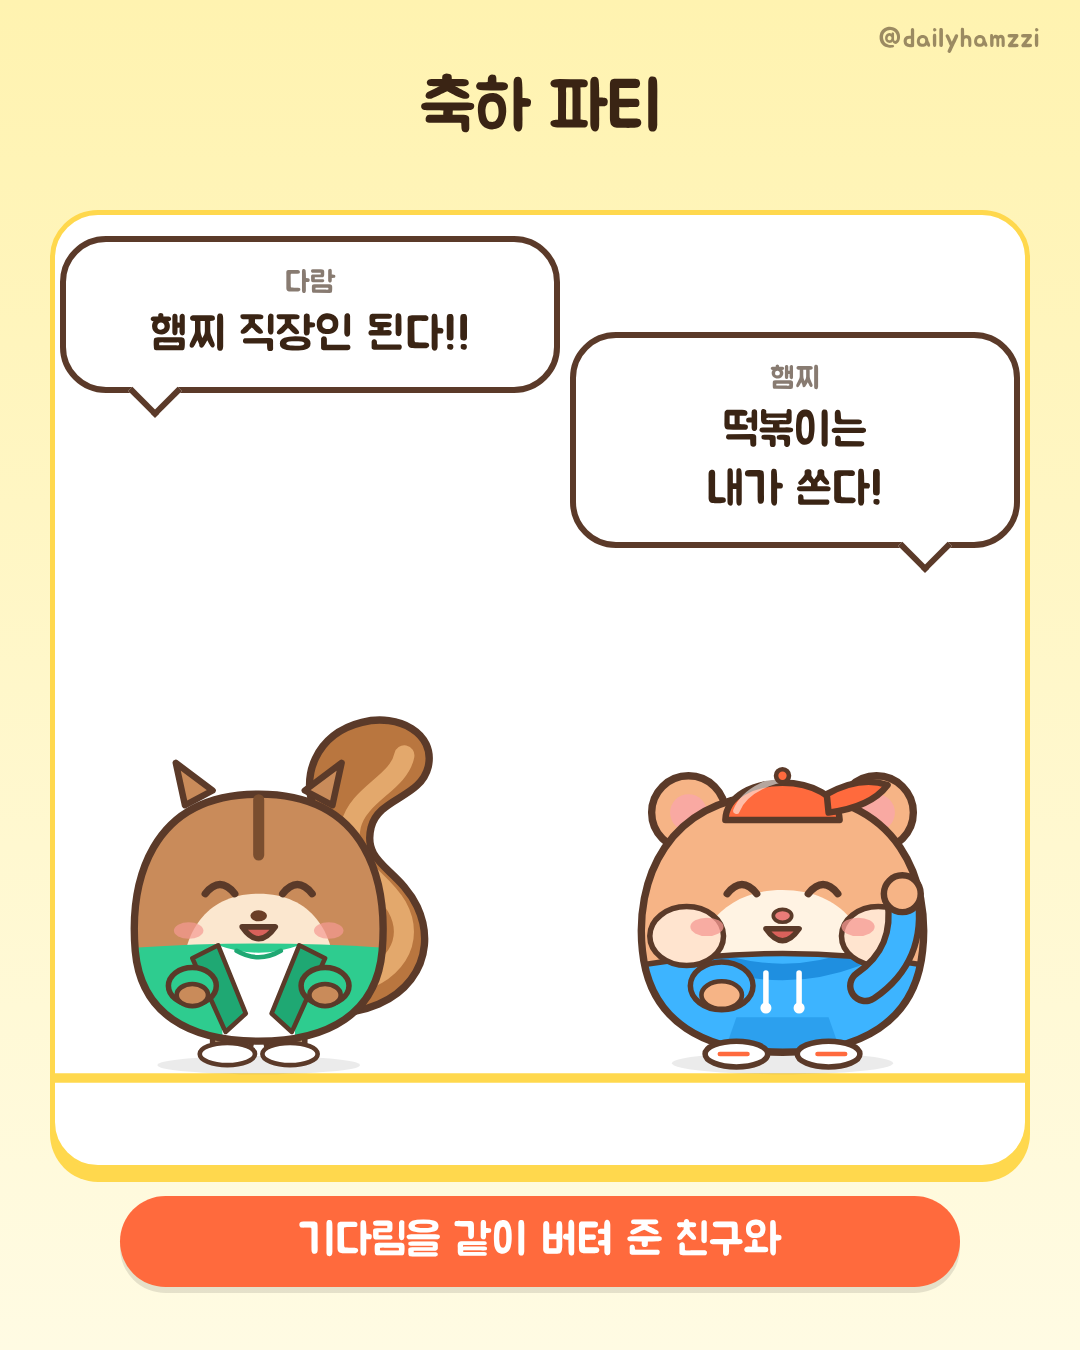 @dailyhamzzi
축하 파티
다람
햄찌 직장인 된다!!
햄찌
떡볶이는
내가 쏜다!
기다림을 같이 버텨 준 친구와